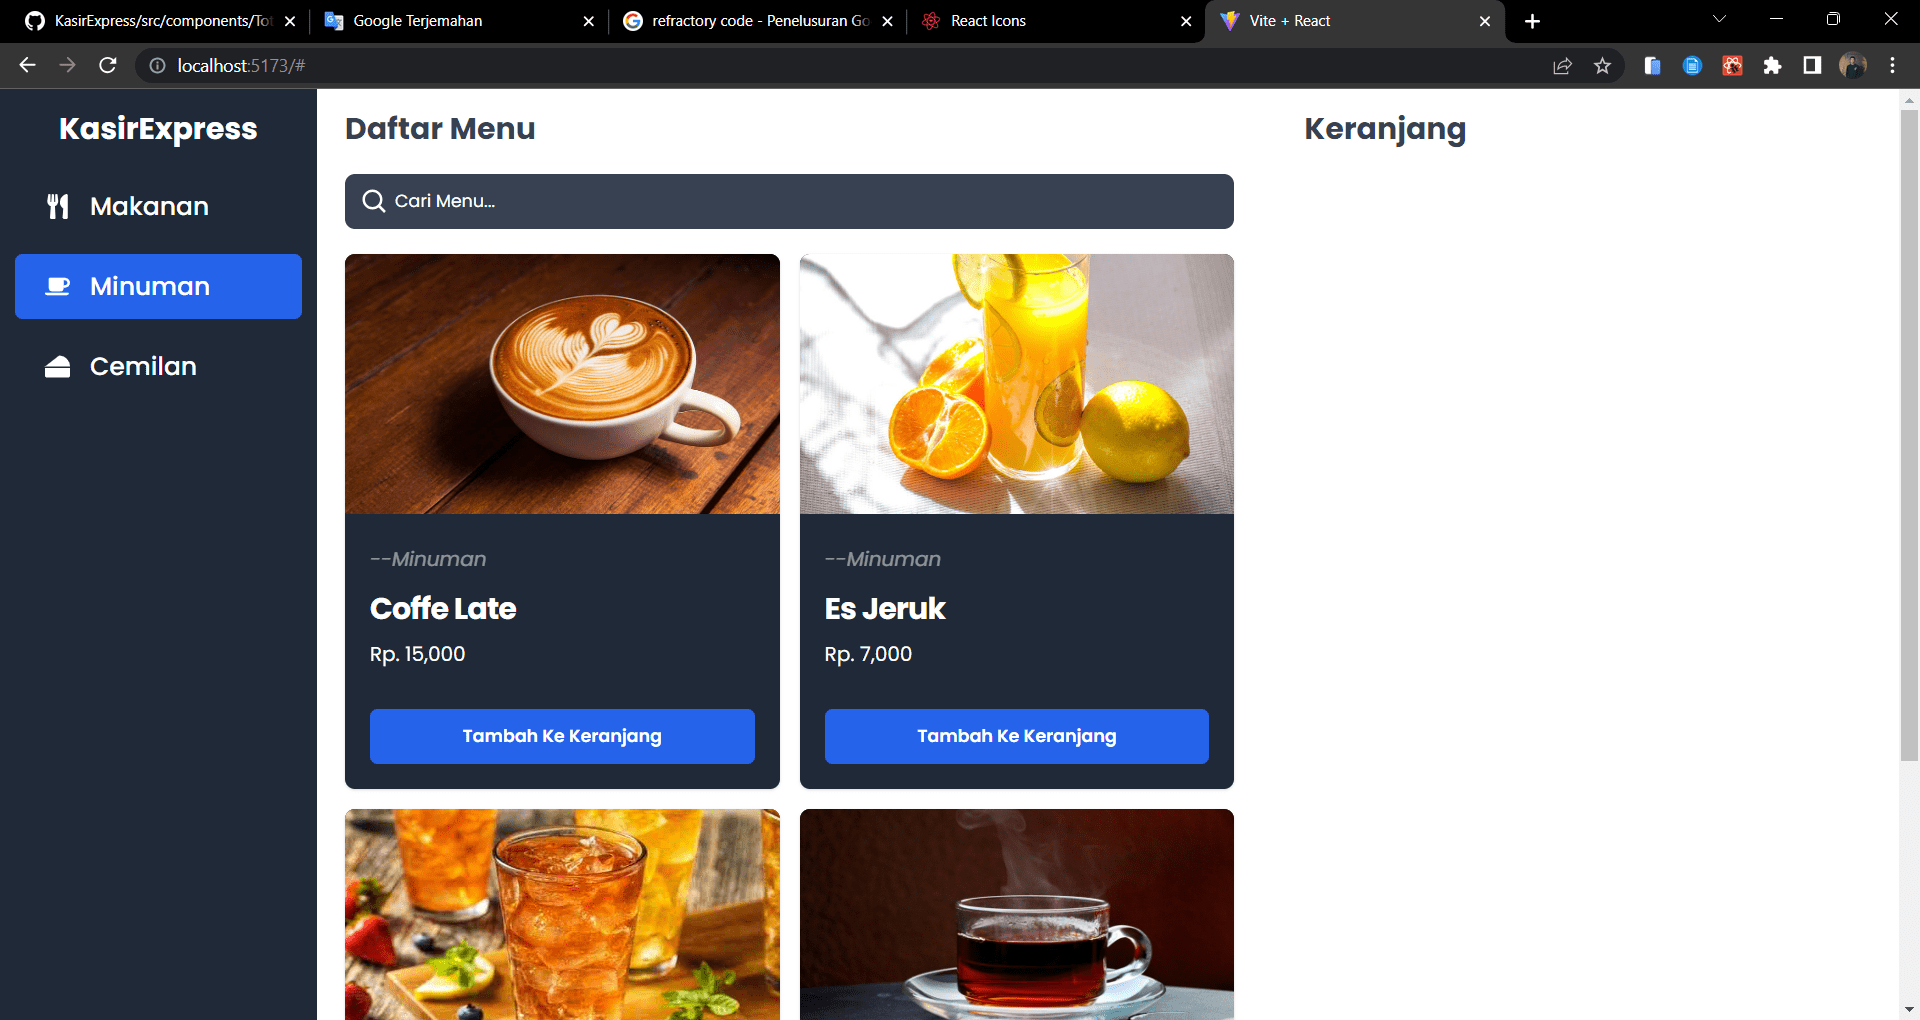 KasirExpress/src/components/Tot
Google Terjemahan
refractory code - Penelusuran Go
React Icons
Vite + React
localhost:5173/#
KasirExpress
Makanan
Minuman
Cemilan
Daftar Menu
Cari Menu...
--Minuman
Coffe Late
Rp. 15,000
Tambah Ke Keranjang
--Minuman
Es Jeruk
Rp. 7,000
Tambah Ke Keranjang
Keranjang